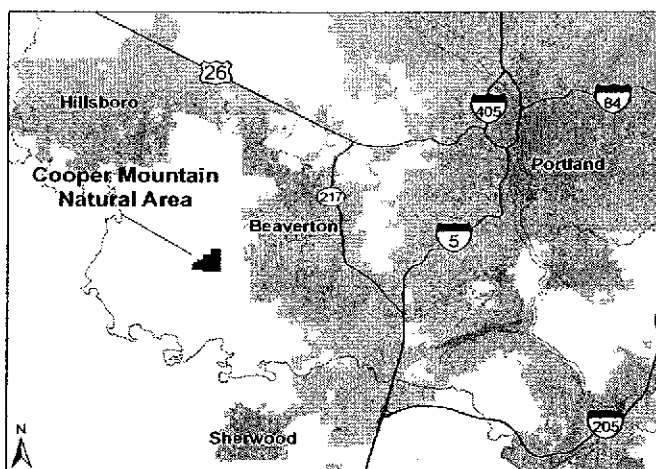 26
Hillsboro
405
84
Cooper Mountain
Natural Area
Portland
217
Beaverton
5
205
Sherwood
N